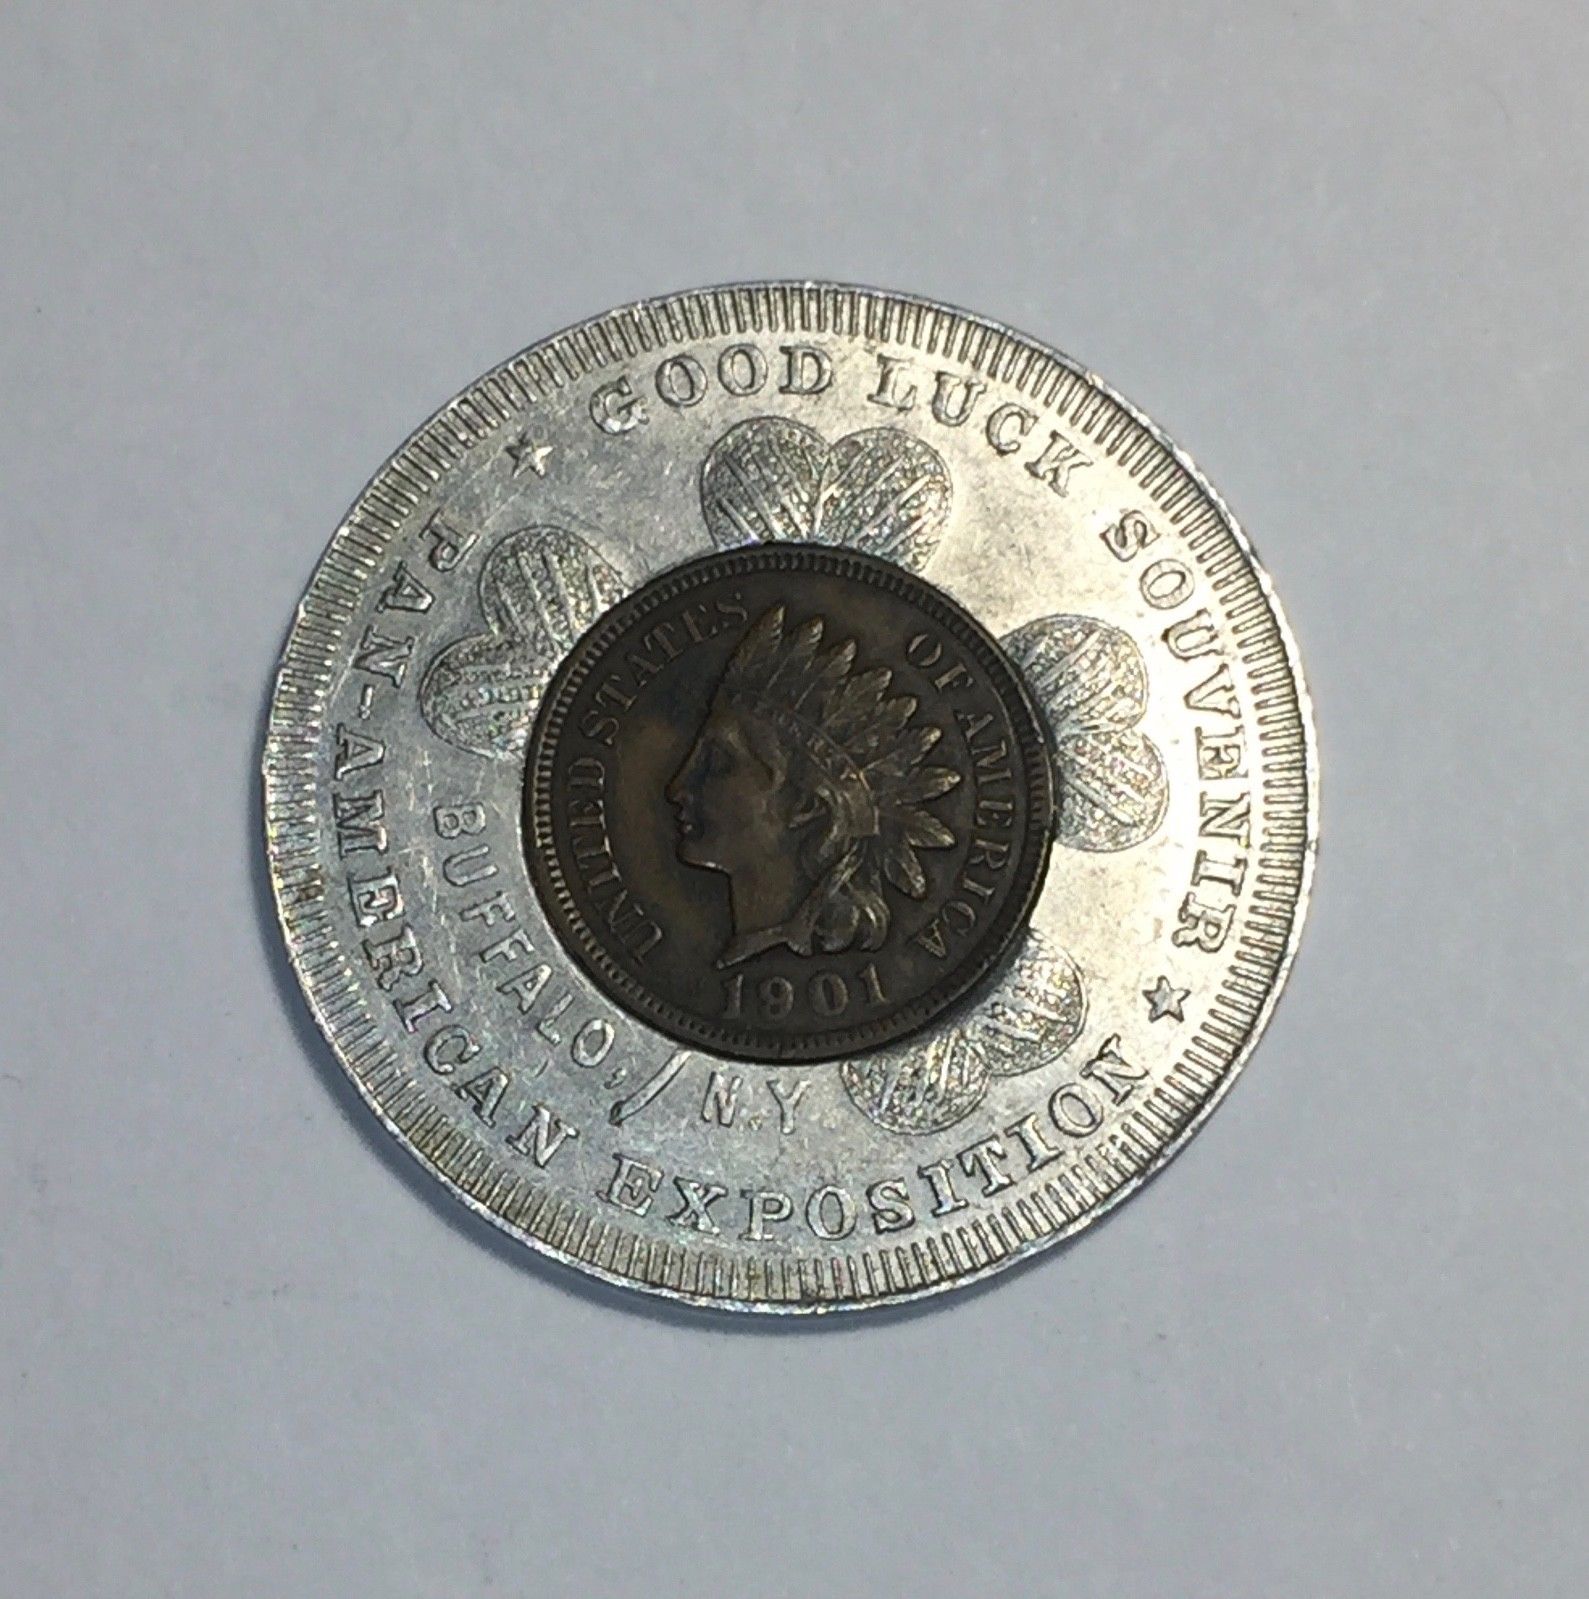 GOOD LUCK SOUVENIR
PAN-AMERICAN EXPOSITION
BUFFALO, N.Y
UNITED STATES OF AMERICA
1901